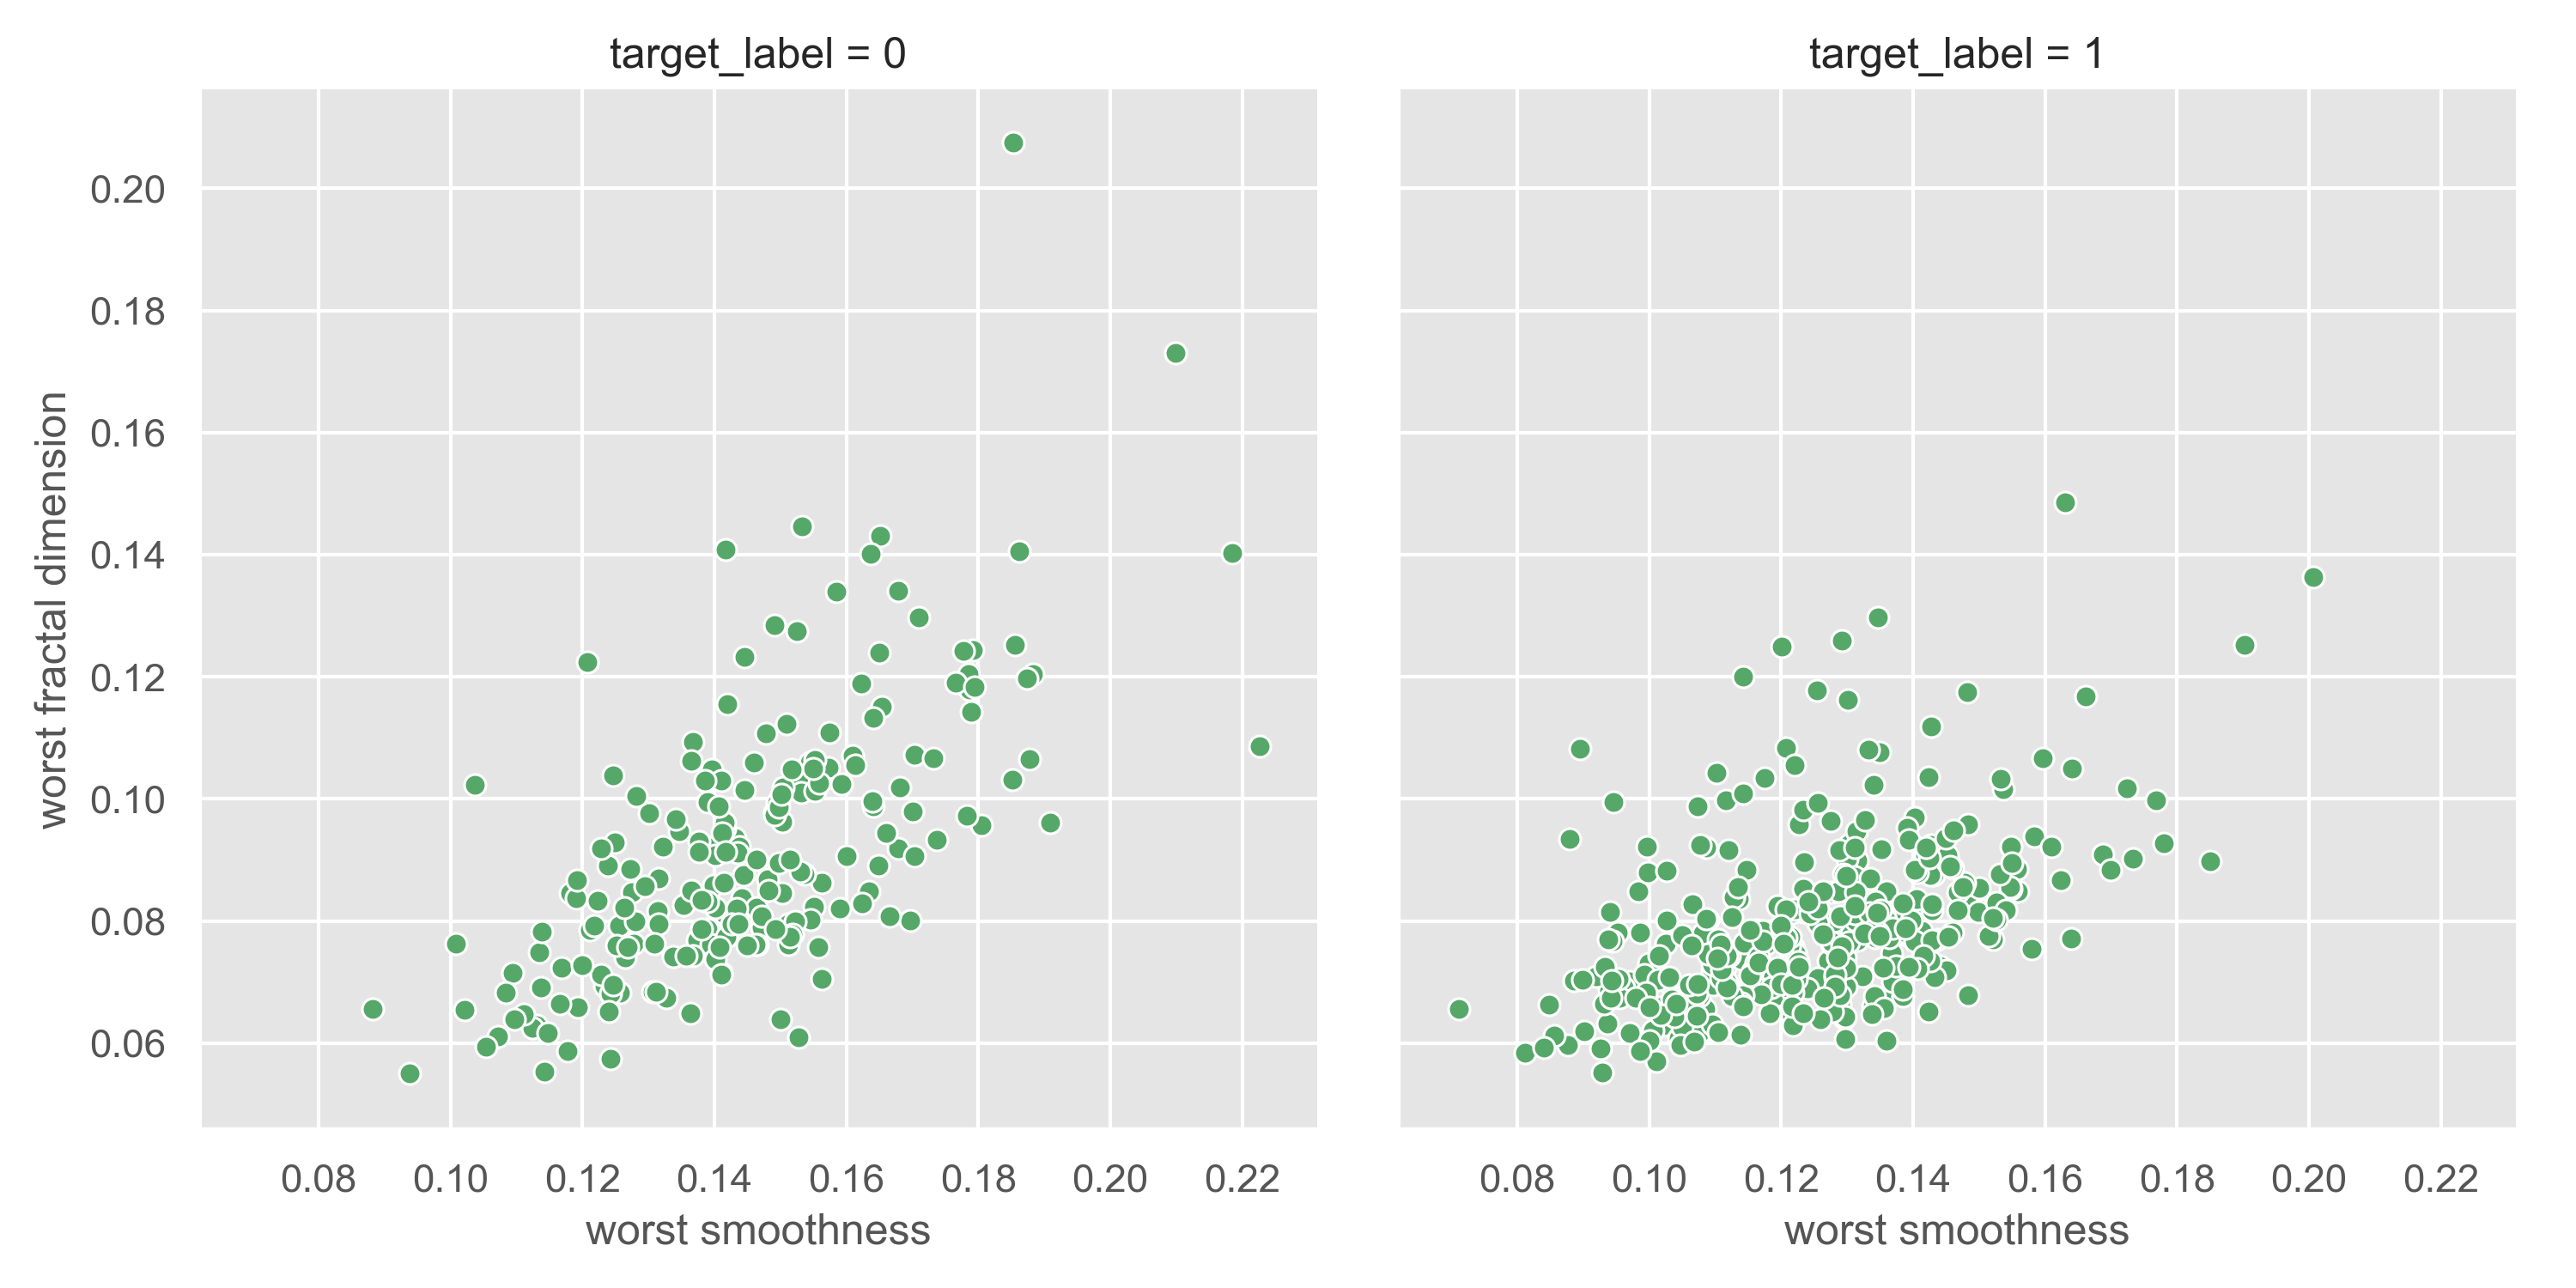 target_label = 0
target_label = 1
worst fractal dimension
0.20
0.18
0.16
0.14
0.12
0.10
0.08
0.06
0.08 0.10 0.12 0.14 0.16 0.18 0.20 0.22
0.08 0.10 0.12 0.14 0.16 0.18 0.20 0.22
worst smoothness
worst smoothness